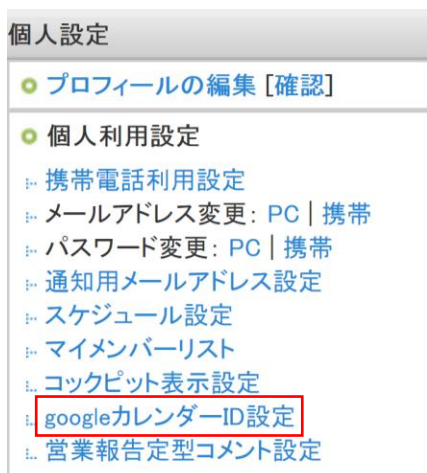 個人設定
プロフィールの編集 [確認]
個人利用設定
携帯電話利用設定
メールアドレス変更: PC | 携帯
パスワード変更: PC | 携帯
通知用メールアドレス設定
スケジュール設定
マイメンバーリスト
コックピット表示設定
googleカレンダーID設定
営業報告定型コメント設定